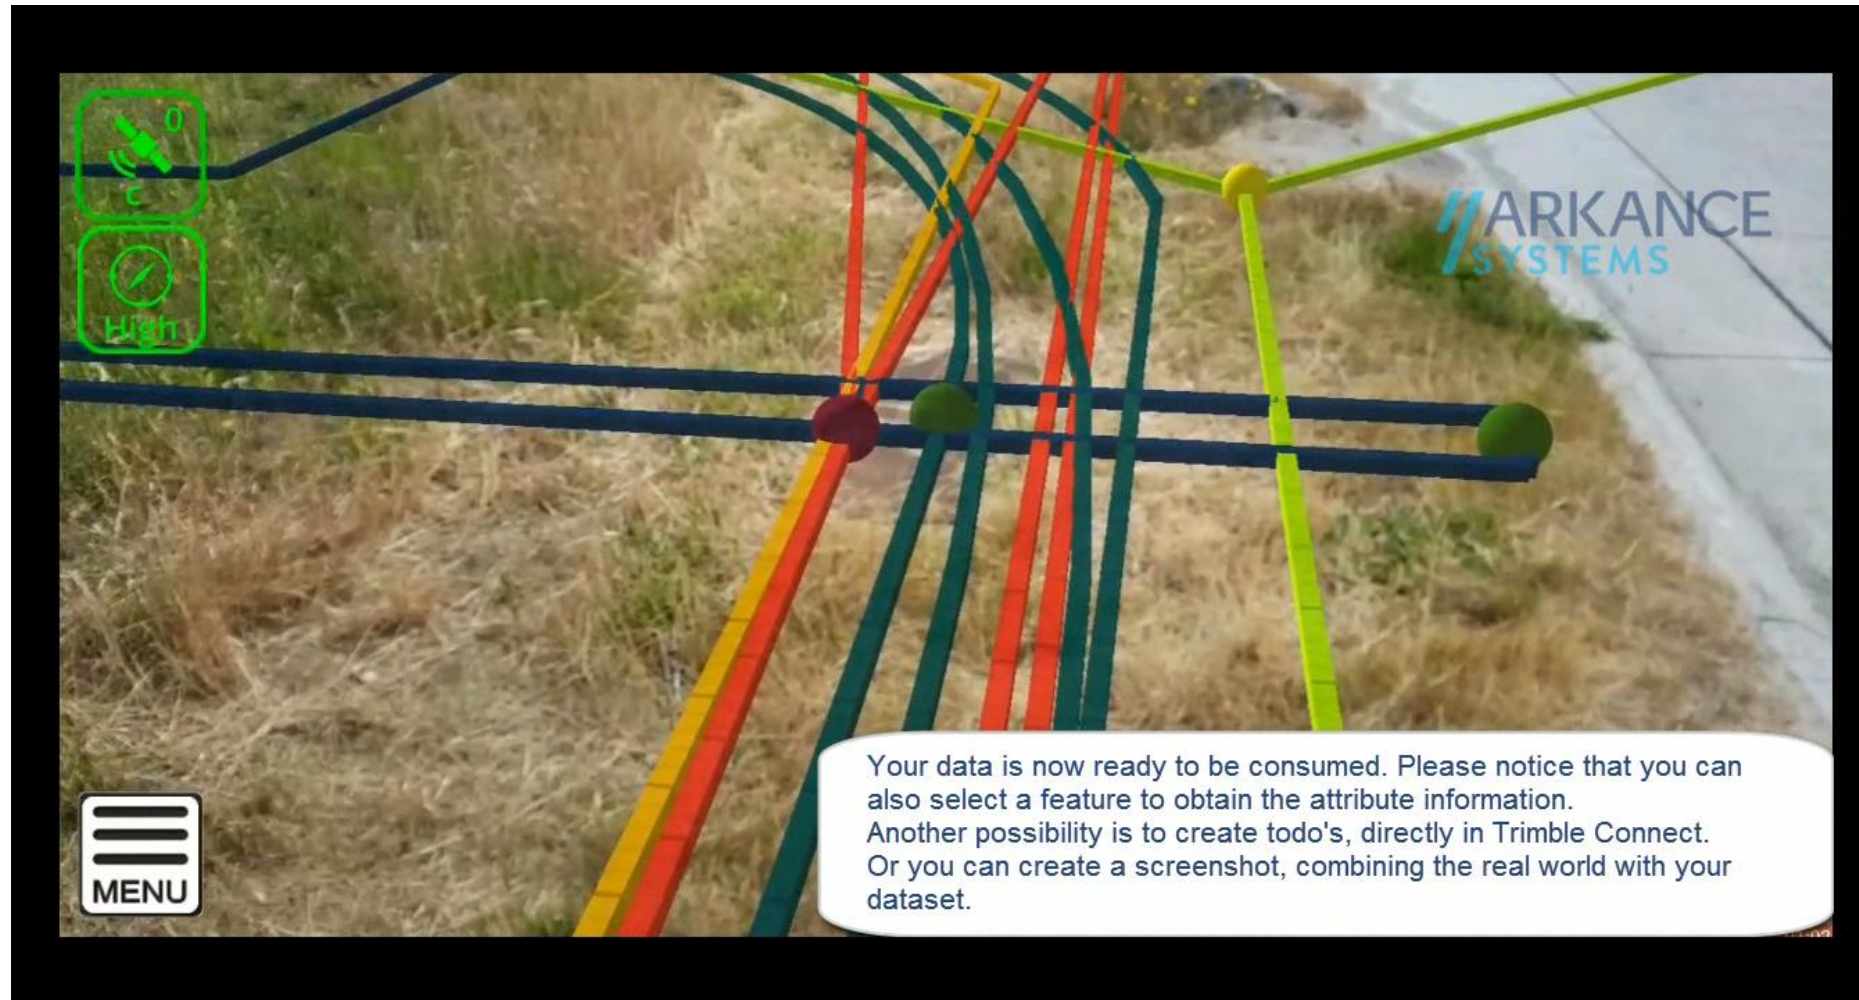 0
C
High
ARKANCE
SYSTEMS
MENU
Your data is now ready to be consumed. Please notice that you can
also select a feature to obtain the attribute information.
Another possibility is to create todo's, directly in Trimble Connect.
Or you can create a screenshot, combining the real world with your
dataset.